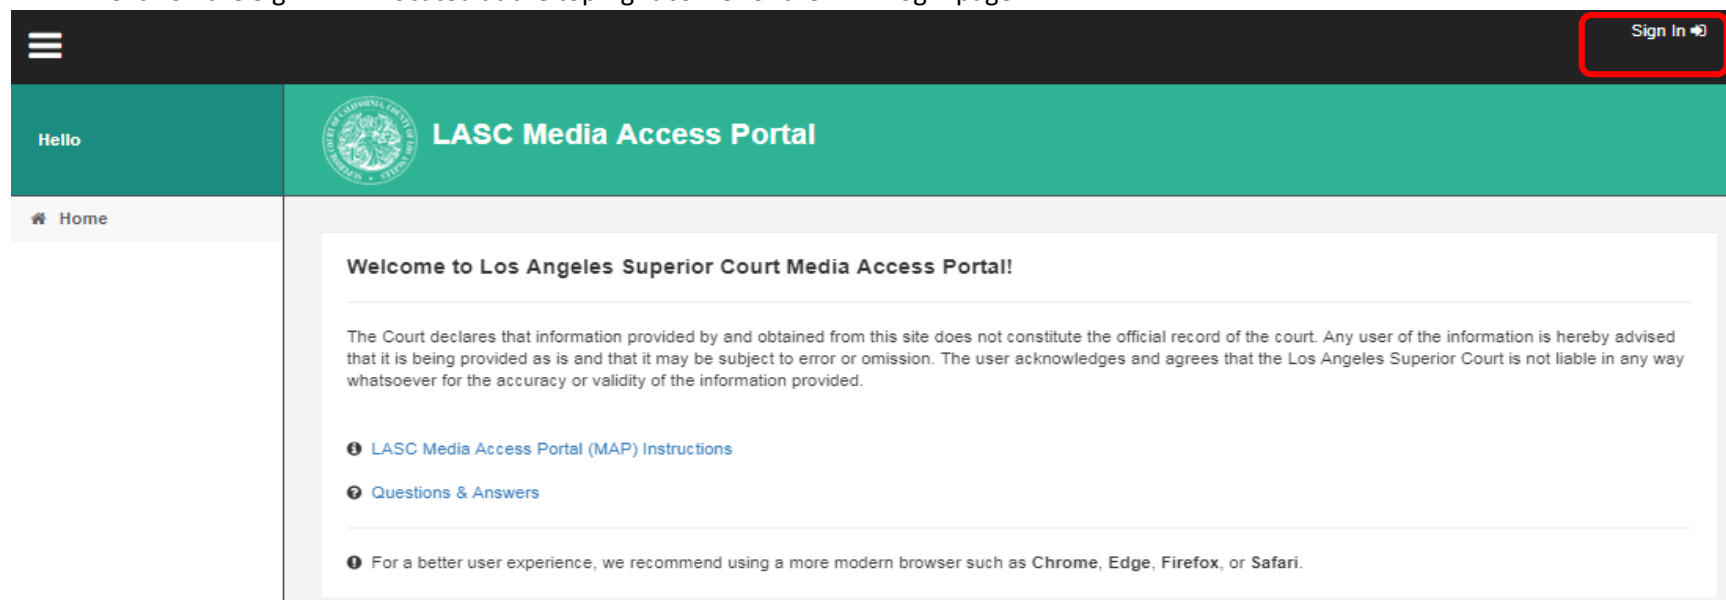 Sign In
Hello
LASC Media Access Portal
Home
Welcome to Los Angeles Superior Court Media Access Portal!
The Court declares that information provided by and obtained from this site does not constitute the official record of the court. Any user of the information is hereby advised
that it is being provided as is and that it may be subject to error or omission. The user acknowledges and agrees that the Los Angeles Superior Court is not liable in any way
whatsoever for the accuracy or validity of the information provided.
LASC Media Access Portal (MAP) Instructions
Questions & Answers
For a better user experience, we recommend using a more modern browser such as Chrome, Edge, Firefox, or Safari.